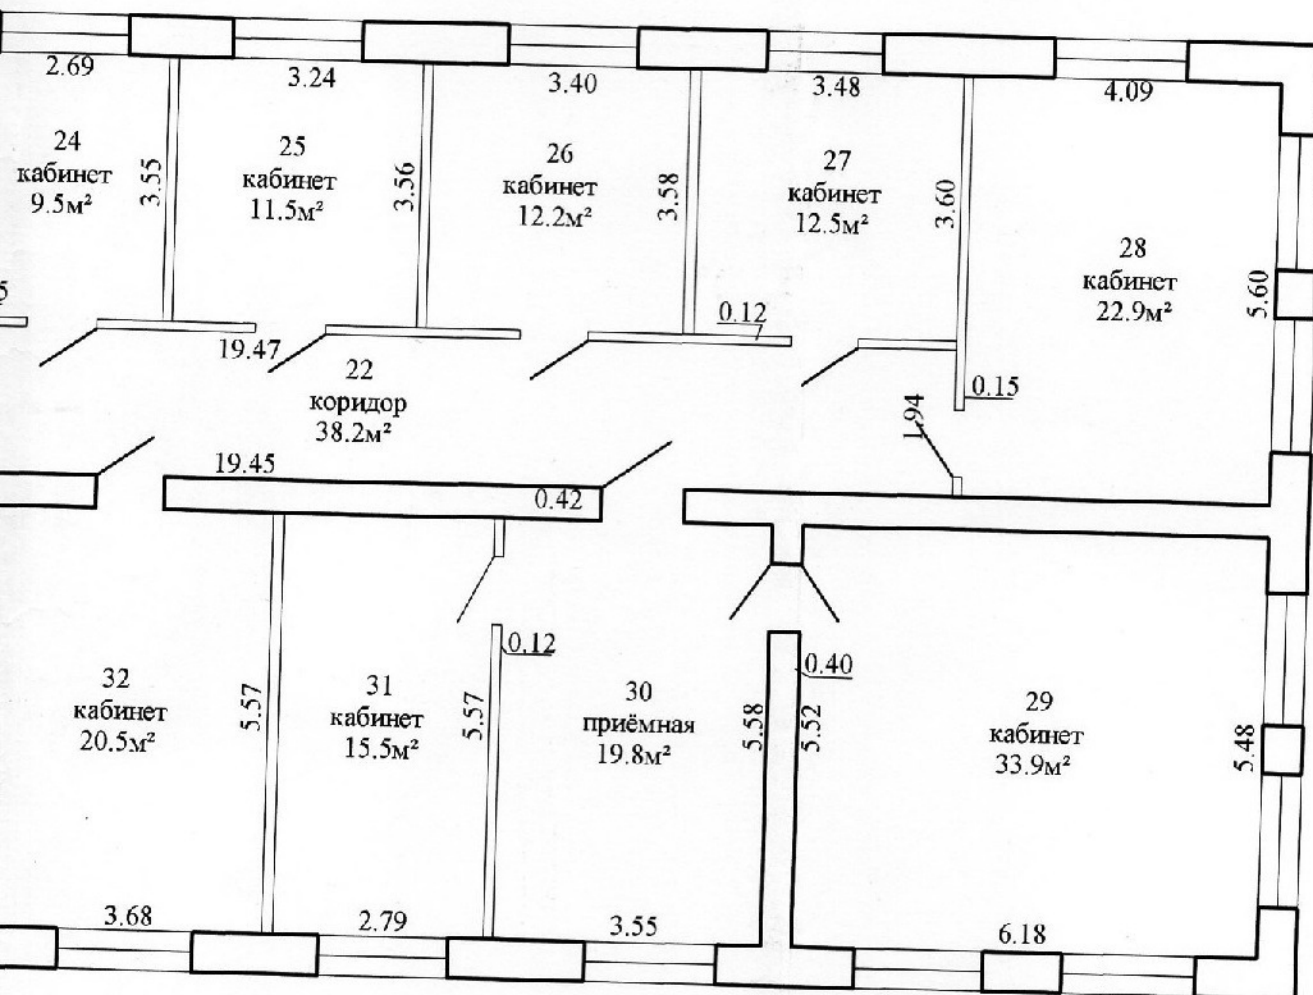 2.69
3.24
3.40
3.48
4.09
24
кабинет
9.5м²
3.55
25
кабинет
11.5м²
3.56
26
кабинет
12.2м²
3.58
27
кабинет
12.5м²
3.60
28
кабинет
22.9м²
5.60
5
0.12
19.47
22
коридор
38.2м²
0.15
1.94
19.45
0.42
32
кабинет
20.5м²
5.57
31
кабинет
15.5м²
5.57
0.12
30
приёмная
19.8м²
5.58
0.40
5.52
29
кабинет
33.9м²
5.48
3.68
2.79
3.55
6.18